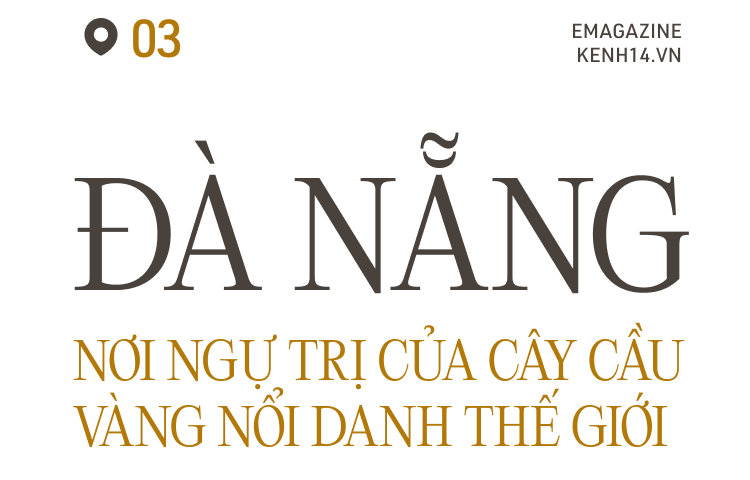 03
EMAGAZINE
KENH14.VN
ĐÀ NẴNG
NƠI NGỰ TRỊ CỦA CÂY CẦU
VÀNG NỔI DANH THẾ GIỚI